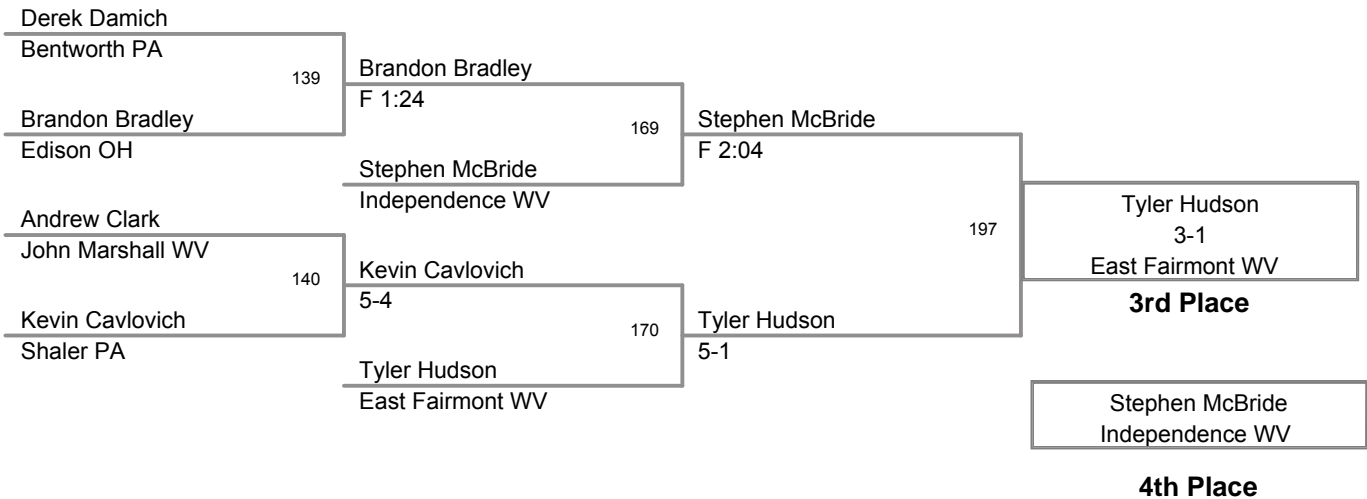 Derek Damich
Bentworth PA
139
Brandon Bradley
F 1:24
Brandon Bradley
Edison OH
169
Stephen McBride
F 2:04
Stephen McBride
Independence WV
Andrew Clark
John Marshall WV
197
Tyler Hudson
3-1
East Fairmont WV
3rd Place
140
Kevin Cavlovich
5-4
Kevin Cavlovich
Shaler PA
170
Tyler Hudson
5-1
Tyler Hudson
East Fairmont WV
Stephen McBride
Independence WV
4th Place